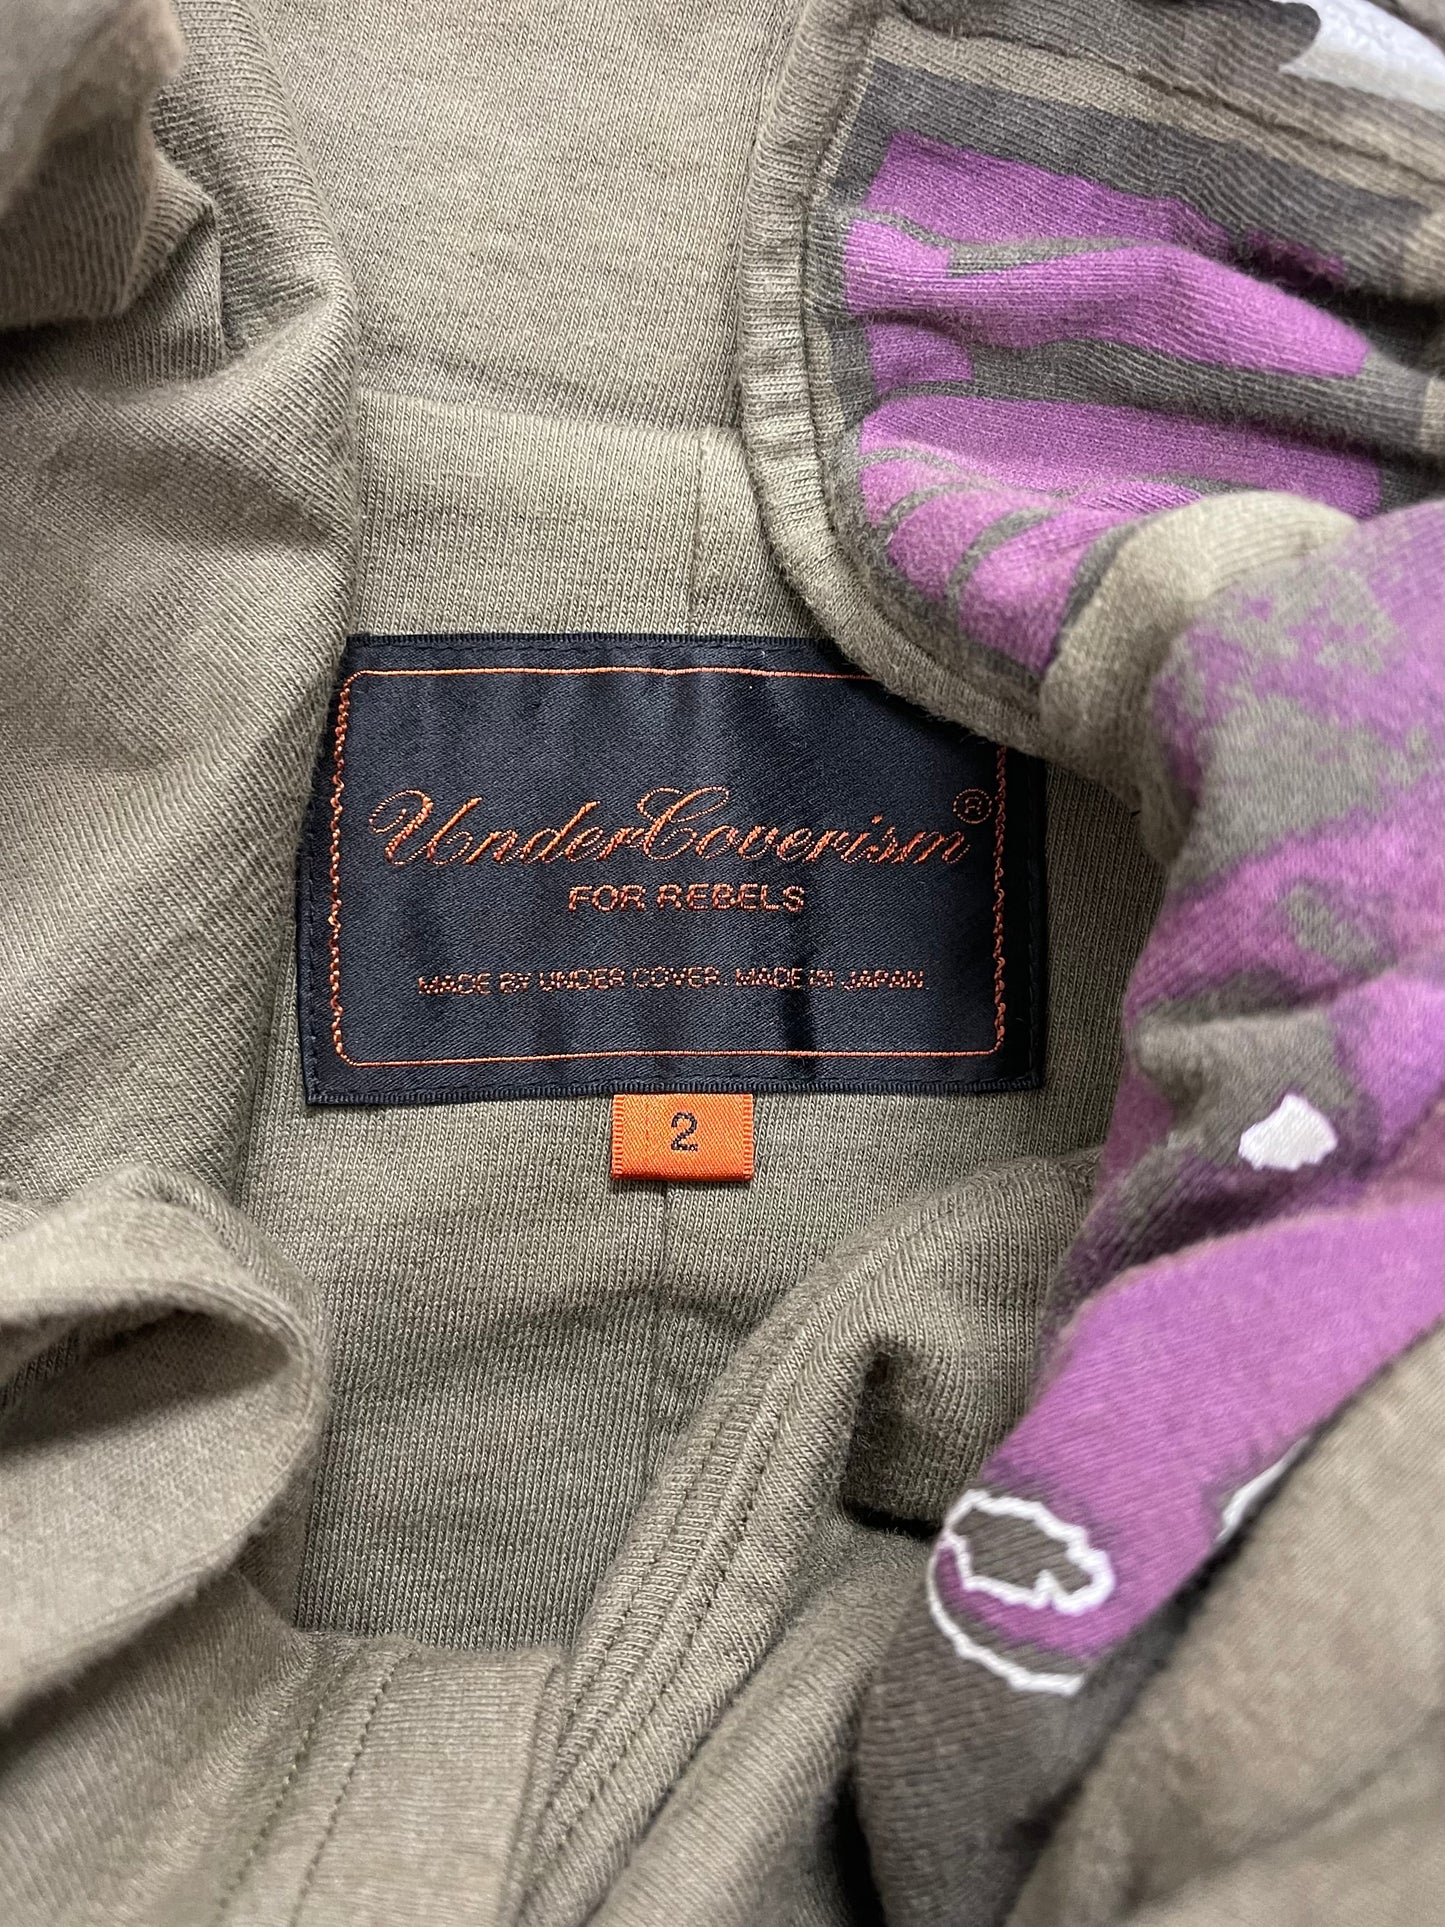 UnderCoverism®
FOR REBELS
MADE BY UNDER COVER. MADE IN JAPAN
2